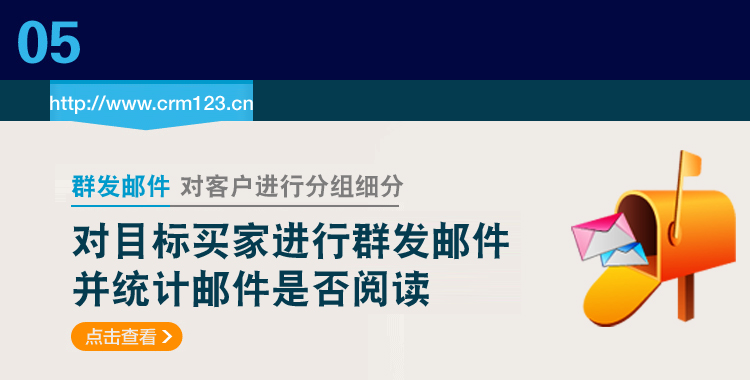 05
http://www.crm123.cn
群发邮件 对客户进行分组细分
对目标买家进行群发邮件
并统计邮件是否阅读
点击查看